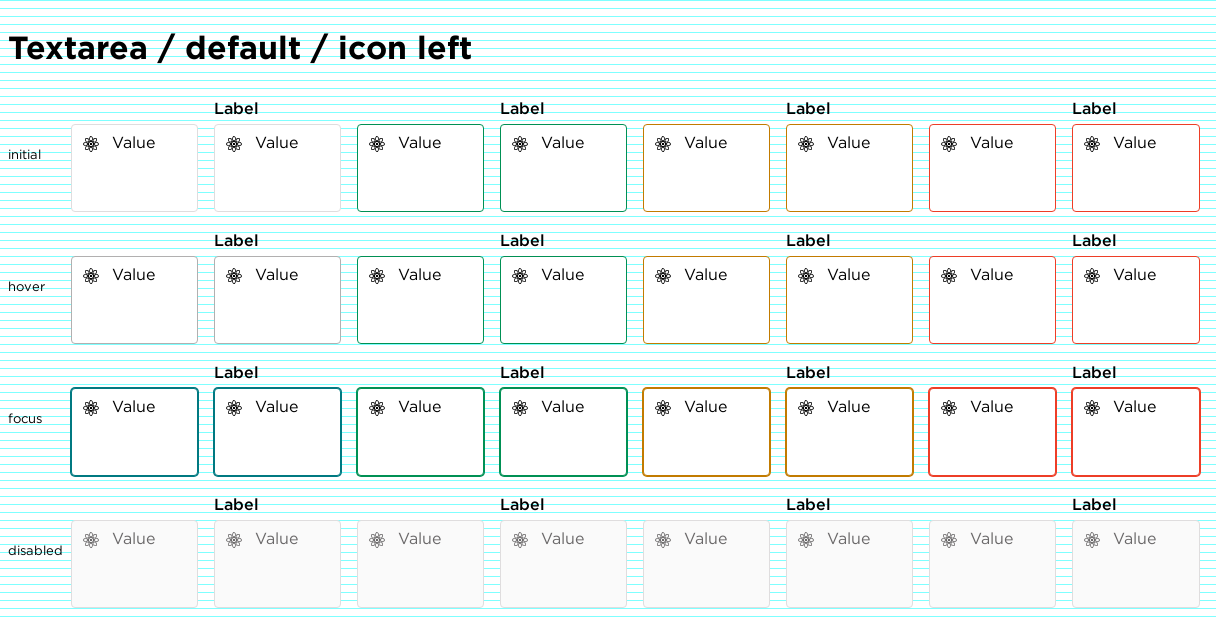 Textarea / default / icon left
Label Label Label Label
initial Value Value Value Value Value Value Value Value
Label Label Label Label
hover Value Value Value Value Value Value Value Value
Label Label Label Label
focus Value Value Value Value Value Value Value Value
Label Label Label Label
disabled Value Value Value Value Value Value Value Value